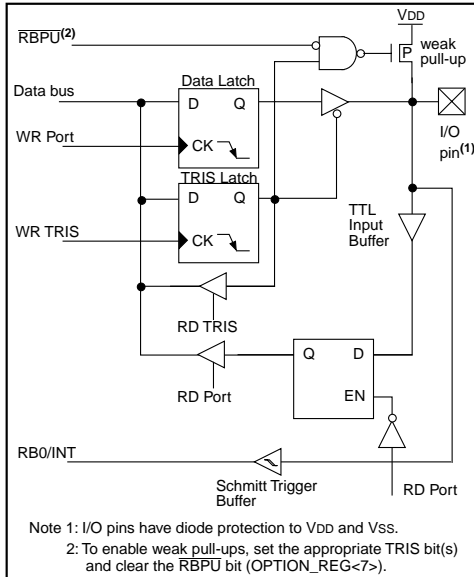 VDD
RBPU(2)
P
weak
pull-up
Data bus
Data Latch
D
Q
I/O
pin(1)
WR Port
CK
TRIS Latch
D
Q
TTL
Input
Buffer
WR TRIS
CK
RD TRIS
Q
D
RD Port
EN
RB0/INT
Schmitt Trigger
Buffer
RD Port
Note 1: I/O pins have diode protection to VDD and VSS.
2: To enable weak pull-ups, set the appropriate TRIS bit(s)
and clear the RBPU bit (OPTION_REG<7>).